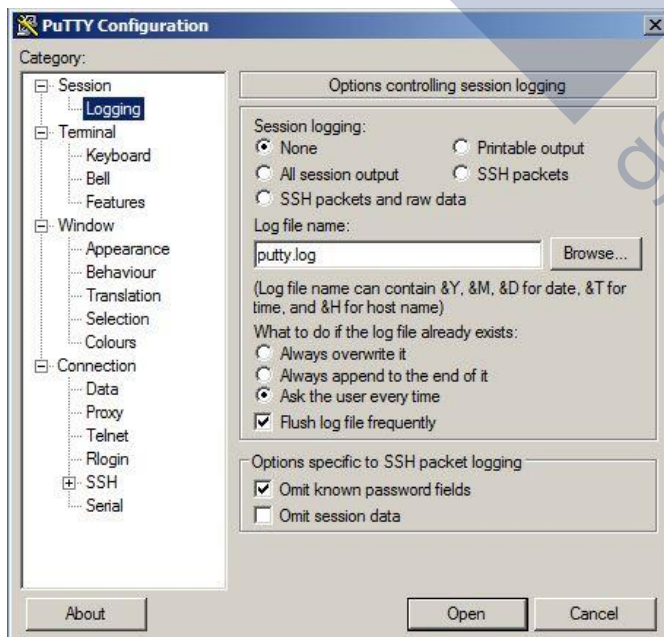 PuTTY Configuration
Category:
Session
Logging
Terminal
Keyboard
Bell
Features
Window
Appearance
Behaviour
Translation
Selection
Colours
Connection
Data
Proxy
Telnet
Rlogin
SSH
Serial
Options controlling session logging
Session logging:
None Printable output
All session output SSH packets
SSH packets and raw data
Log file name:
putty.log Browse...
(Log file name can contain &Y, &M, &D for date, &T for
time, and &H for host name)
What to do if the log file already exists:
Always overwrite it
Always append to the end of it
Ask the user every time
Flush log file frequently
Options specific to SSH packet logging
Omit known password fields
Omit session data
About Open Cancel